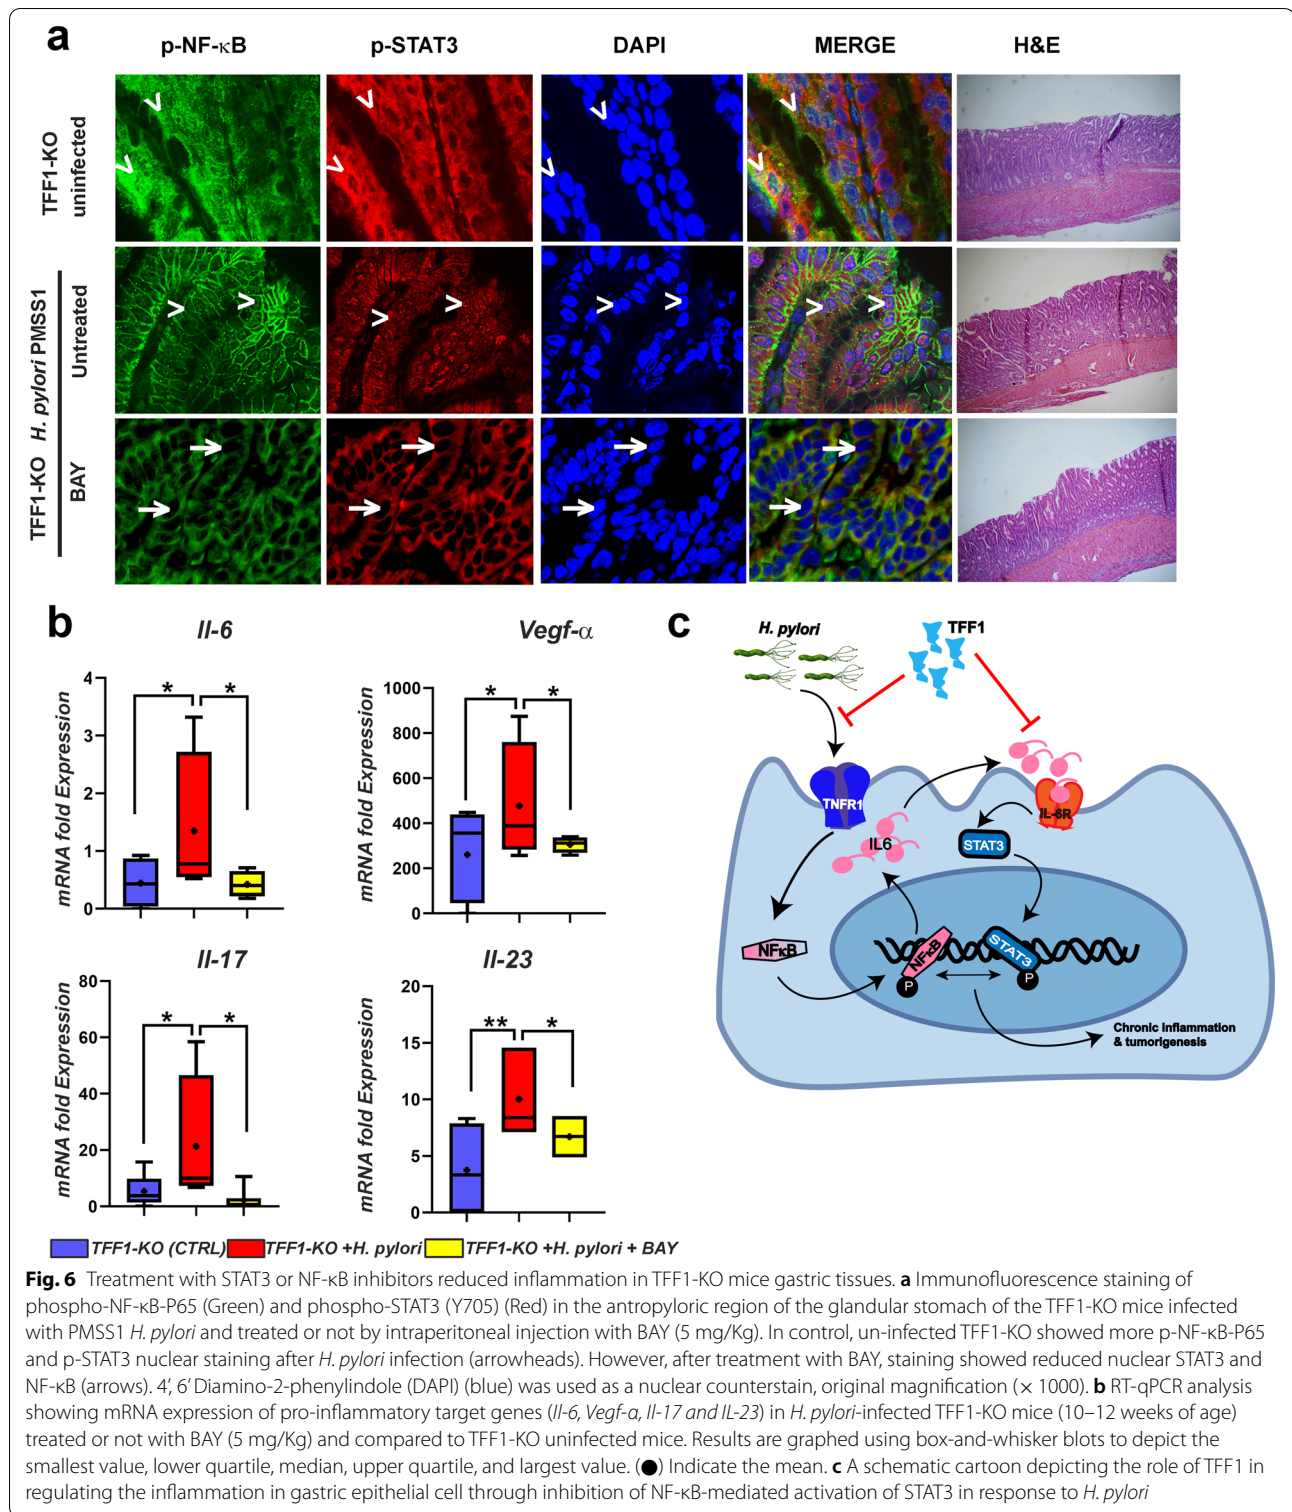 a
p-NF-κB p-STAT3 DAPI MERGE H&E
TFF1-KO
uninfected
TFF1-KO H. pylori PMSS1
Untreated
BAY
b
Il-6
mRNA fold Expression
4
3
2
1
0
* *
Vegf-α
mRNA fold Expression
1000
800
600
400
200
0
* *
Il-17
mRNA fold Expression
80
60
40
20
0
* *
Il-23
mRNA fold Expression
20
15
10
5
0
** *
TFF1-KO (CTRL) TFF1-KO +H. pylori TFF1-KO +H. pylori + BAY
c
H. pylori
TFF1
TNFR1
IL6
IL-6R
STAT3
NFκB
NFκB
STAT3
P
P
Chronic inflammation
& tumorigenesis
Fig. 6 Treatment with STAT3 or NF-κB inhibitors reduced inflammation in TFF1-KO mice gastric tissues. a Immunofluorescence staining of
phospho-NF-κB-P65 (Green) and phospho-STAT3 (Y705) (Red) in the antropyloric region of the glandular stomach of the TFF1-KO mice infected
with PMSS1 H. pylori and treated or not by intraperitoneal injection with BAY (5 mg/Kg). In control, un-infected TFF1-KO showed more p-NF-κB-P65
and p-STAT3 nuclear staining after H. pylori infection (arrowheads). However, after treatment with BAY, staining showed reduced nuclear STAT3 and
NF-κB (arrows). 4′, 6′ Diamino-2-phenylindole (DAPI) (blue) was used as a nuclear counterstain, original magnification (× 1000). b RT-qPCR analysis
showing mRNA expression of pro-inflammatory target genes (Il-6, Vegf-α, Il-17 and IL-23) in H. pylori-infected TFF1-KO mice (10–12 weeks of age)
treated or not with BAY (5 mg/Kg) and compared to TFF1-KO uninfected mice. Results are graphed using box-and-whisker blots to depict the
smallest value, lower quartile, median, upper quartile, and largest value. (●) Indicate the mean. c A schematic cartoon depicting the role of TFF1 in
regulating the inflammation in gastric epithelial cell through inhibition of NF-κB-mediated activation of STAT3 in response to H. pylori